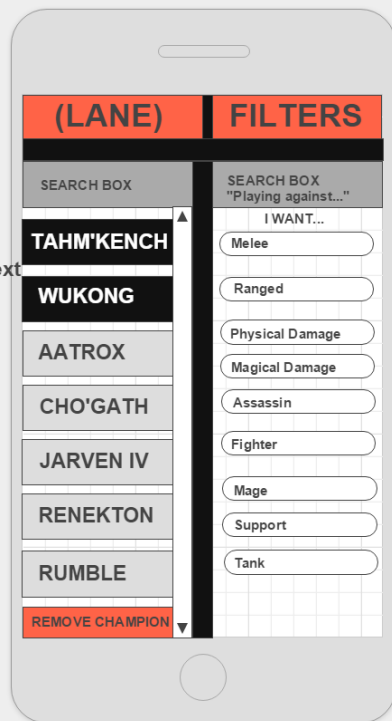 (LANE)
FILTERS
SEARCH BOX
TAHM'KENCH
ext
WUKONG
AATROX
CHO'GATH
JARVEN IV
RENEKTON
RUMBLE
REMOVE CHAMPION
SEARCH BOX
"Playing against..."
I WANT...
Melee
Ranged
Physical Damage
Magical Damage
Assassin
Fighter
Mage
Support
Tank